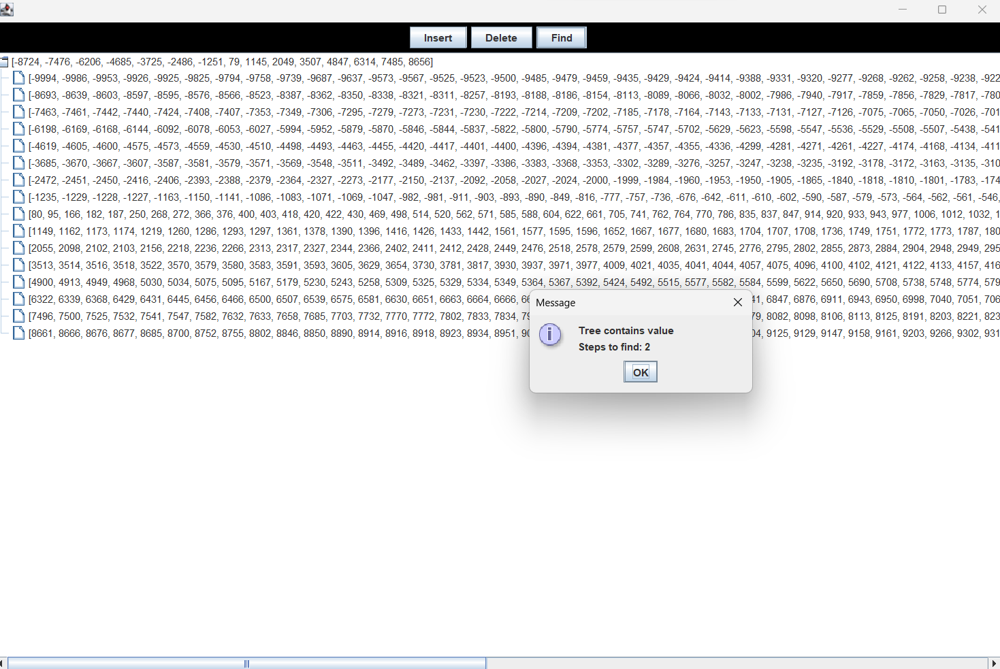 Insert Delete Find
[-8724, -7476, -6206, -4685, -3725, -2486, -1251, 79, 1145, 2049, 3507, 4847, 6314, 7485, 8656]
[-9994, -9986, -9953, -9926, -9925, -9825, -9794, -9758, -9739, -9687, -9637, -9573, -9567, -9525, -9523, -9500, -9485, -9479, -9459, -9435, -9429, -9424, -9414, -9388, -9331, -9320, -9277, -9268, -9262, -9258, -9238, -922
[-8693, -8639, -8603, -8597, -8595, -8576, -8566, -8523, -8387, -8362, -8350, -8338, -8321, -8311, -8257, -8193, -8188, -8186, -8154, -8113, -8089, -8066, -8032, -8002, -7986, -7940, -7917, -7859, -7856, -7829, -7817, -780
[-7463, -7461, -7442, -7440, -7424, -7408, -7407, -7353, -7349, -7306, -7295, -7279, -7273, -7231, -7230, -7222, -7214, -7209, -7202, -7185, -7178, -7164, -7143, -7133, -7131, -7127, -7126, -7075, -7065, -7050, -7026, -701
[-6198, -6169, -6168, -6144, -6092, -6078, -6053, -6027, -5994, -5952, -5879, -5870, -5846, -5844, -5837, -5822, -5800, -5790, -5774, -5757, -5747, -5702, -5629, -5623, -5598, -5547, -5536, -5529, -5508, -5507, -5438, -541
[-4619, -4605, -4600, -4575, -4573, -4559, -4530, -4510, -4498, -4493, -4463, -4455, -4420, -4417, -4401, -4400, -4396, -4394, -4381, -4377, -4357, -4355, -4336, -4299, -4281, -4271, -4261, -4227, -4174, -4168, -4134, -411
[-3685, -3670, -3667, -3607, -3587, -3581, -3579, -3571, -3569, -3548, -3511, -3492, -3489, -3462, -3397, -3386, -3383, -3368, -3353, -3302, -3289, -3276, -3257, -3247, -3238, -3235, -3192, -3178, -3172, -3163, -3135, -310
[-2472, -2451, -2450, -2416, -2406, -2393, -2388, -2379, -2364, -2327, -2273, -2177, -2150, -2137, -2092, -2058, -2027, -2024, -2000, -1999, -1984, -1960, -1953, -1950, -1905, -1865, -1840, -1818, -1810, -1801, -1783, -174
[-1235, -1229, -1228, -1227, -1163, -1150, -1141, -1086, -1083, -1071, -1069, -1047, -982, -981, -911, -903, -893, -890, -849, -816, -777, -757, -736, -676, -642, -611, -610, -602, -590, -587, -579, -573, -564, -562, -561, -546,
[80, 95, 166, 182, 187, 250, 268, 272, 366, 376, 400, 403, 418, 420, 422, 430, 469, 498, 514, 520, 562, 571, 585, 588, 604, 622, 661, 705, 741, 762, 764, 770, 786, 835, 837, 847, 914, 920, 933, 943, 977, 1006, 1012, 1032, 1
[1149, 1162, 1173, 1174, 1219, 1260, 1286, 1293, 1297, 1361, 1378, 1390, 1396, 1416, 1426, 1433, 1442, 1561, 1577, 1595, 1596, 1652, 1667, 1677, 1680, 1683, 1704, 1707, 1708, 1736, 1749, 1751, 1772, 1773, 1787, 180
[2055, 2098, 2102, 2103, 2156, 2218, 2236, 2266, 2313, 2317, 2327, 2344, 2366, 2402, 2411, 2412, 2428, 2449, 2476, 2518, 2578, 2579, 2599, 2608, 2631, 2745, 2776, 2795, 2802, 2855, 2873, 2884, 2904, 2948, 2949, 295
[3513, 3514, 3516, 3518, 3522, 3570, 3579, 3580, 3583, 3591, 3593, 3605, 3629, 3654, 3730, 3781, 3817, 3930, 3937, 3971, 3977, 4009, 4021, 4035, 4041, 4044, 4057, 4075, 4096, 4100, 4102, 4121, 4122, 4133, 4157, 416
[4900, 4913, 4949, 4968, 5030, 5034, 5075, 5095, 5167, 5179, 5230, 5243, 5258, 5309, 5325, 5329, 5334, 5349, 5364, 5367, 5392, 5424, 5492, 5515, 5577, 5582, 5584, 5599, 5622, 5650, 5690, 5708, 5738, 5748, 5774, 579
[6322, 6339, 6368, 6429, 6431, 6445, 6456, 6466, 6500, 6507, 6539, 6575, 6581, 6630, 6651, 6663, 6664, 6666, 41, 6847, 6876, 6911, 6943, 6950, 6998, 7040, 7051, 706
[7496, 7500, 7525, 7532, 7541, 7547, 7582, 7632, 7633, 7658, 7685, 7703, 7732, 7770, 7772, 7802, 7833, 7834, 79, 8082, 8098, 8106, 8113, 8125, 8191, 8203, 8221, 823
[8661, 8666, 8676, 8677, 8685, 8700, 8752, 8755, 8802, 8846, 8850, 8890, 8914, 8916, 8918, 8923, 8934, 8951, 04, 9125, 9129, 9147, 9158, 9161, 9203, 9266, 9302, 931
Message
Tree contains value
Steps to find: 2
OK